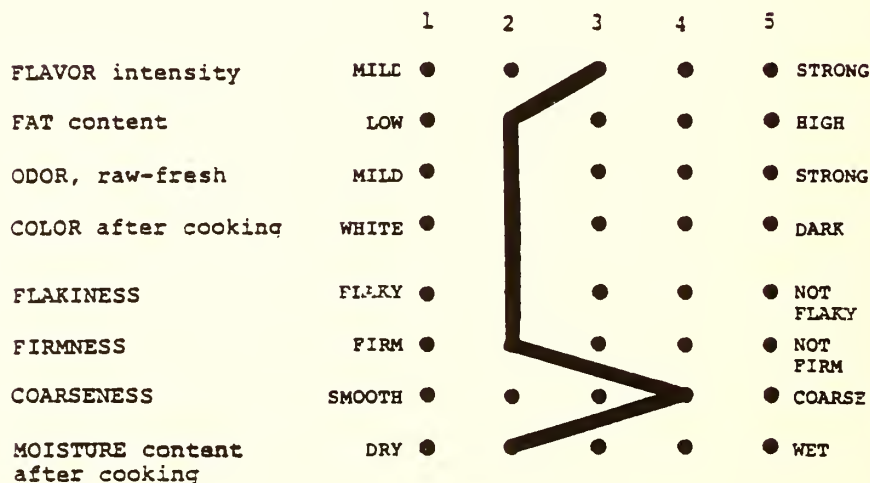 1 2 3 4 5
FLAVOR intensity MILD STRONG
FAT content LOW HIGH
ODOR, raw-fresh MILD STRONG
COLOR after cooking WHITE DARK
FLAKINESS FLAKY NOT
FLAKY
FIRMNESS FIRM NOT
FIRM
COARSENESS SMOOTH COARSE
MOISTURE content DRY WET
after cooking